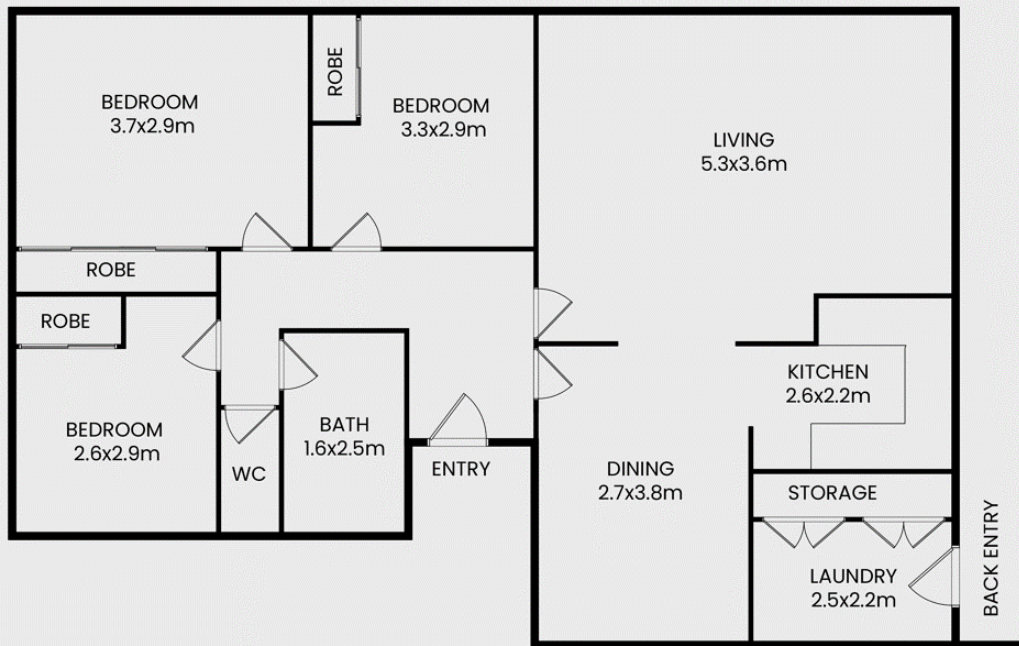 BEDROOM
3.7x2.9m
ROBE
BEDROOM
3.3x2.9m
LIVING
5.3x3.6m
ROBE
ROBE
BEDROOM
2.6x2.9m
WC
BATH
1.6x2.5m
ENTRY
KITCHEN
2.6x2.2m
DINING
2.7x3.8m
STORAGE
LAUNDRY
2.5x2.2m
BACK ENTRY